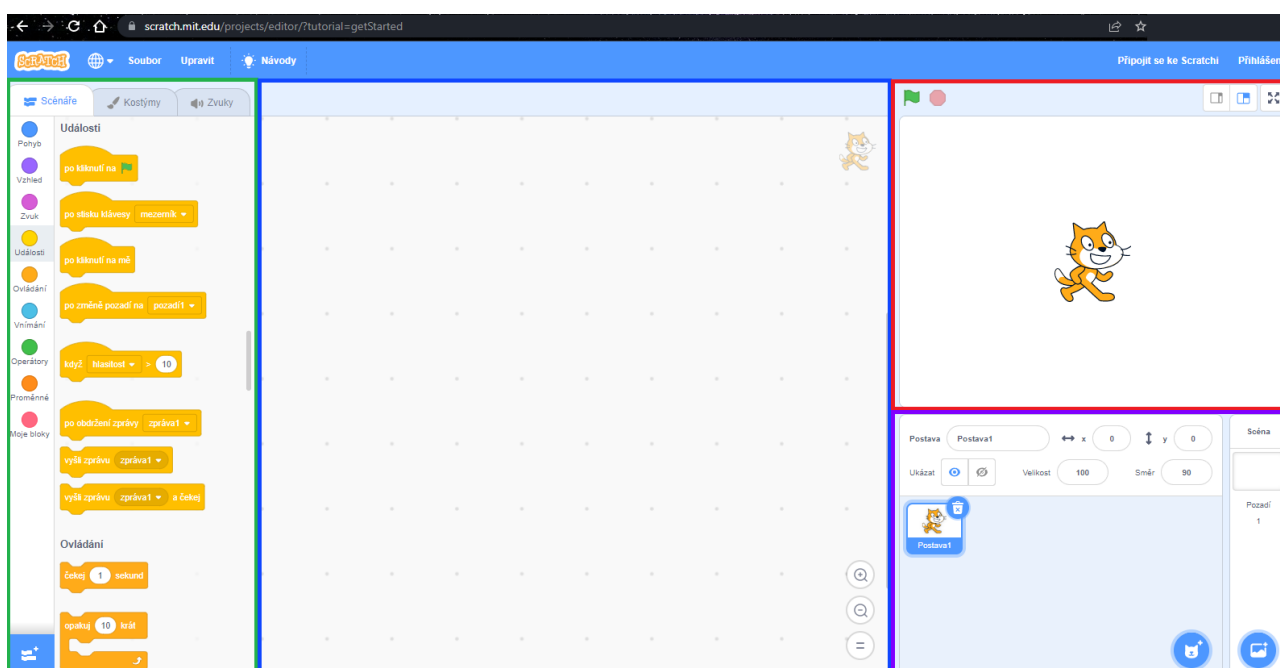 scratch.mit.edu/projects/editor/?tutorial=getStarted
SCRATCH Soubor Upravit Návody Připojit se ke Scratchi Přihlášen
Scénáře Kostýmy Zvuky
Pohyb
Vzhled
Zvuk
Události
Ovládání
Vnímání
Operátory
Proměnné
Moje bloky
Události
po kliknutí na
po stisku klávesy mezerník
po kliknutí na mě
po změně pozadí na pozadí1
když hlasitost > 10
po obdržení zprávy zpráva1
vyšli zprávu zpráva1
vyšli zprávu zpráva1 a čekej
Ovládání
čekej 1 sekund
opakuj 10 krát
Postava Postava1 x 0 y 0
Ukázat Velikost 100 Směr 90
Postava1
Scéna
Pozadí
1